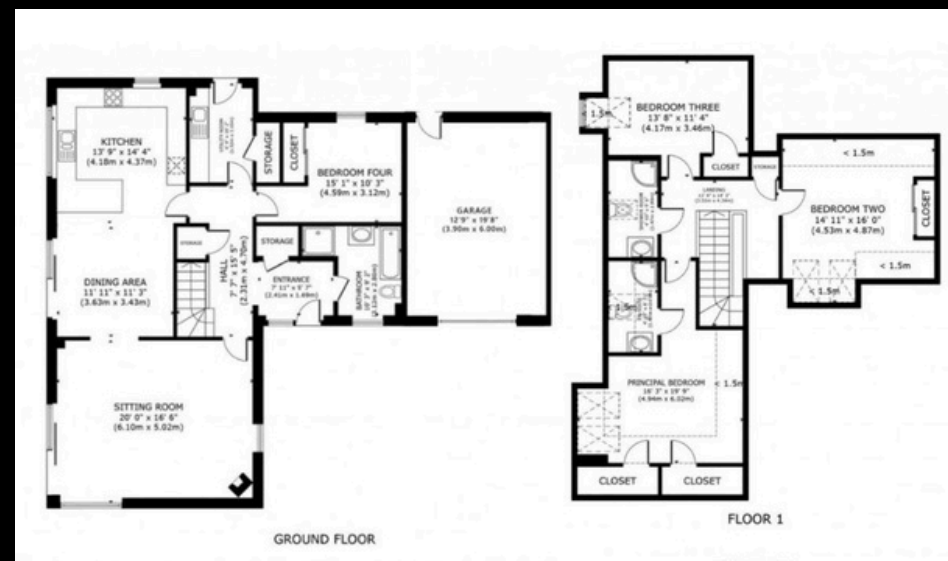 KITCHEN
13' 9" x 14' 4"
(4.18m x 4.37m)
UTILITY ROOM
STORAGE
CLOSET
BEDROOM FOUR
15' 1" x 10' 3"
(4.59m x 3.12m)
GARAGE
12'9" x 19'8"
(3.90m x 6.00m)
STORAGE
STORAGE
HALL
7' 7" x 15' 5"
(2.31m x 4.70m)
ENTRANCE
7' 11" x 5' 7"
(2.41m x 1.69m)
BATHROOM
DINING AREA
11' 11" x 11' 3"
(3.63m x 3.43m)
SITTING ROOM
20' 0" x 16' 6"
(6.10m x 5.02m)
GROUND FLOOR
BEDROOM THREE
13' 8" x 11' 4"
(4.17m x 3.46m)
< 1.5m
CLOSET
STORAGE
LANDING
SHOWER ROOM
< 1.5m
BEDROOM TWO
14' 11" x 16' 0"
(4.53m x 4.87m)
CLOSET
< 1.5m
< 1.5m
PRINCIPAL BEDROOM
16' 3" x 19' 9"
(4.94m x 6.02m)
< 1.5m
CLOSET
CLOSET
FLOOR 1